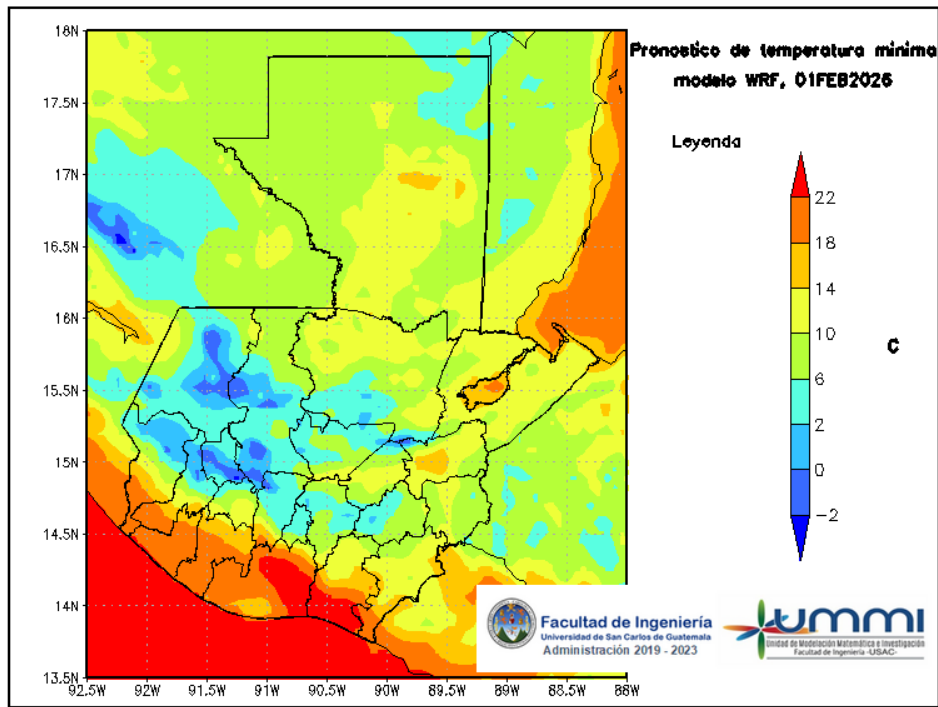 Pronostico de temperatura minima
modelo WRF, 01FEB2026
Leyenda
22
18
14
10
6
2
0
-2
C
18N
17.5N
17N
16.5N
16N
15.5N
15N
14.5N
14N
13.5N
92.5W 92W 91.5W 91W 90.5W 90W 89.5W 89W 88.5W 88W
Facultad de Ingeniería
Universidad de San Carlos de Guatemala
Administración 2019 - 2023
ummi
Unidad de Modelación Matemática e Investigación
Facultad de Ingeniería -USAC-